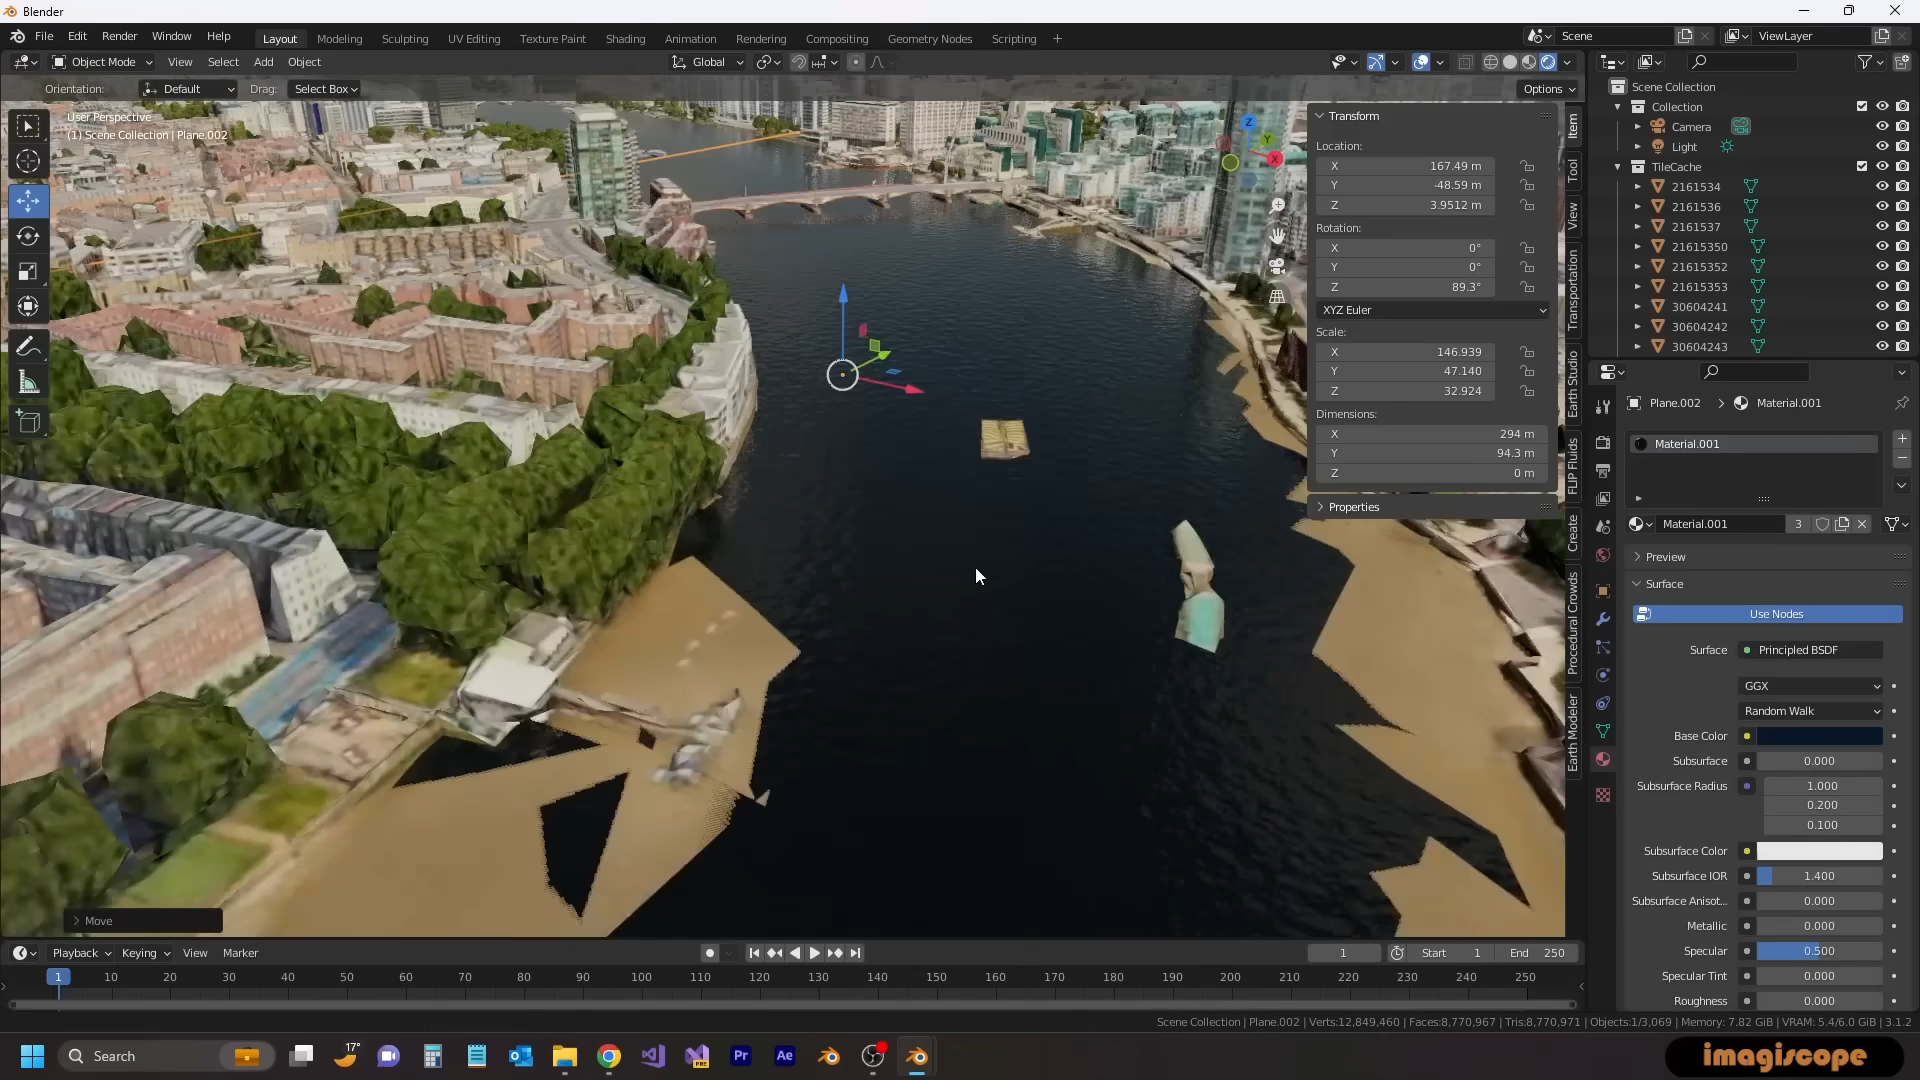 Blender
File Edit Render Window Help
Layout Modeling Sculpting UV Editing Texture Paint Shading Animation Rendering Compositing Geometry Nodes Scripting +
Scene
ViewLayer
Object Mode View Select Add Object
Global
Orientation: Default Drag: Select Box
Options
User Perspective
(1) Scene Collection | Plane.002
Z
Y
X
Transform
Location:
X 167.49 m
Y -48.59 m
Z 3.9512 m
Rotation:
X 0°
Y 0°
Z 89.3°
XYZ Euler
Scale:
X 146.939
Y 47.140
Z 32.924
Dimensions:
X 294 m
Y 94.3 m
Z 0 m
Properties
Item
Tool
View
Transportation
Earth Studio
FLIP Fluids
Create
Procedural Crowds
Earth Modeler
Scene Collection
Collection
Camera
Light
TileCache
2161534
2161536
2161537
21615350
21615352
21615353
30604241
30604242
30604243
Plane.002 > Material.001
Material.001
Material.001 3
Preview
Surface
Use Nodes
Surface Principled BSDF
GGX
Random Walk
Base Color
Subsurface 0.000
Subsurface Radius 1.000
0.200
0.100
Subsurface Color
Subsurface IOR 1.400
Subsurface Anisot... 0.000
Metallic 0.000
Specular 0.500
Specular Tint 0.000
Roughness 0.000
Move
Playback Keying View Marker
1 Start 1 End 250
1 10 20 30 40 50 60 70 80 90 100 110 120 130 140 150 160 170 180 190 200 210 220 230 240 250
Scene Collection | Plane.002 | Verts:12,849,460 | Faces:8,770,967 | Tris:8,770,971 | Objects:1/3,069 | Memory: 7.82 GiB | VRAM: 5.4/6.0 GiB | 3.1.2
Search
17°
PRE
Pr
Ae
imagiscope